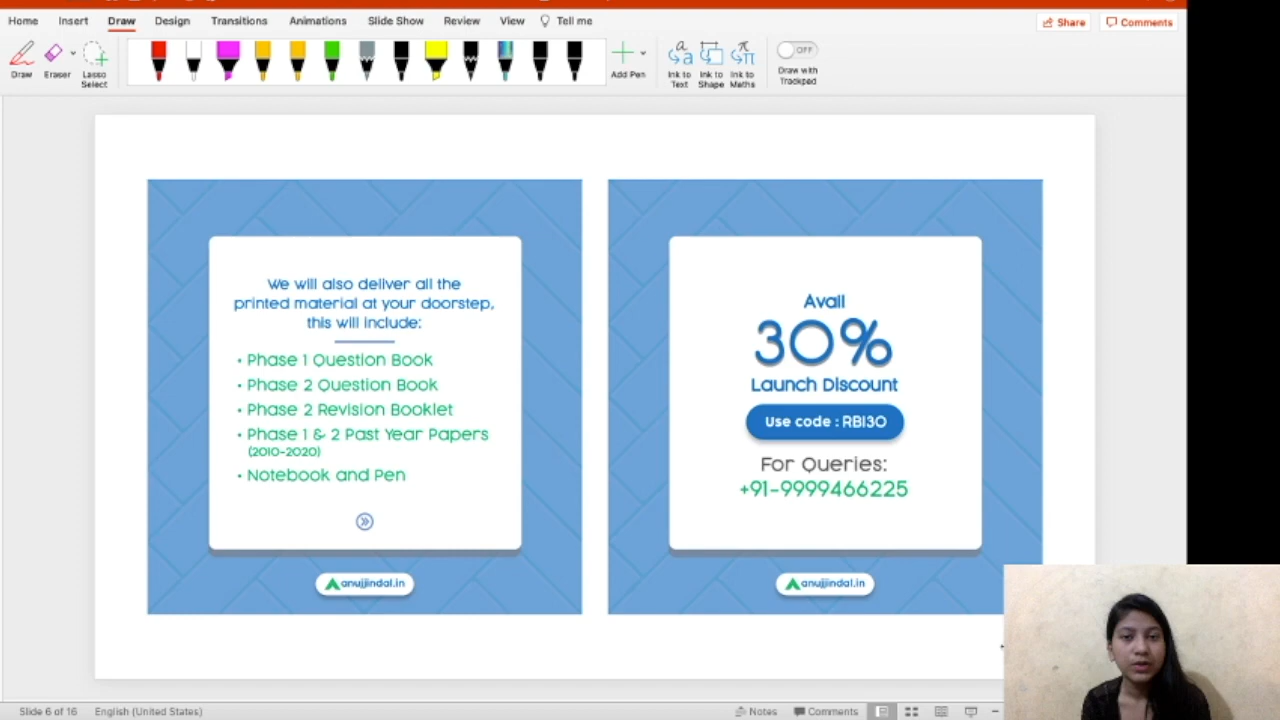 Home Insert Draw Design Transitions Animations Slide Show Review View Tell me Share Comments
Draw Eraser Lasso Select Add Pen Ink to Text Ink to Shape Ink to Maths OFF Draw with Trackpad
We will also deliver all the
printed material at your doorstep,
this will include:
• Phase 1 Question Book
• Phase 2 Question Book
• Phase 2 Revision Booklet
• Phase 1 & 2 Past Year Papers
(2010-2020)
• Notebook and Pen
anujjindal.in
Avail
30%
Launch Discount
Use code : RBI30
For Queries:
+91-9999466225
anujjindal.in
Slide 6 of 16 English (United States) Notes Comments